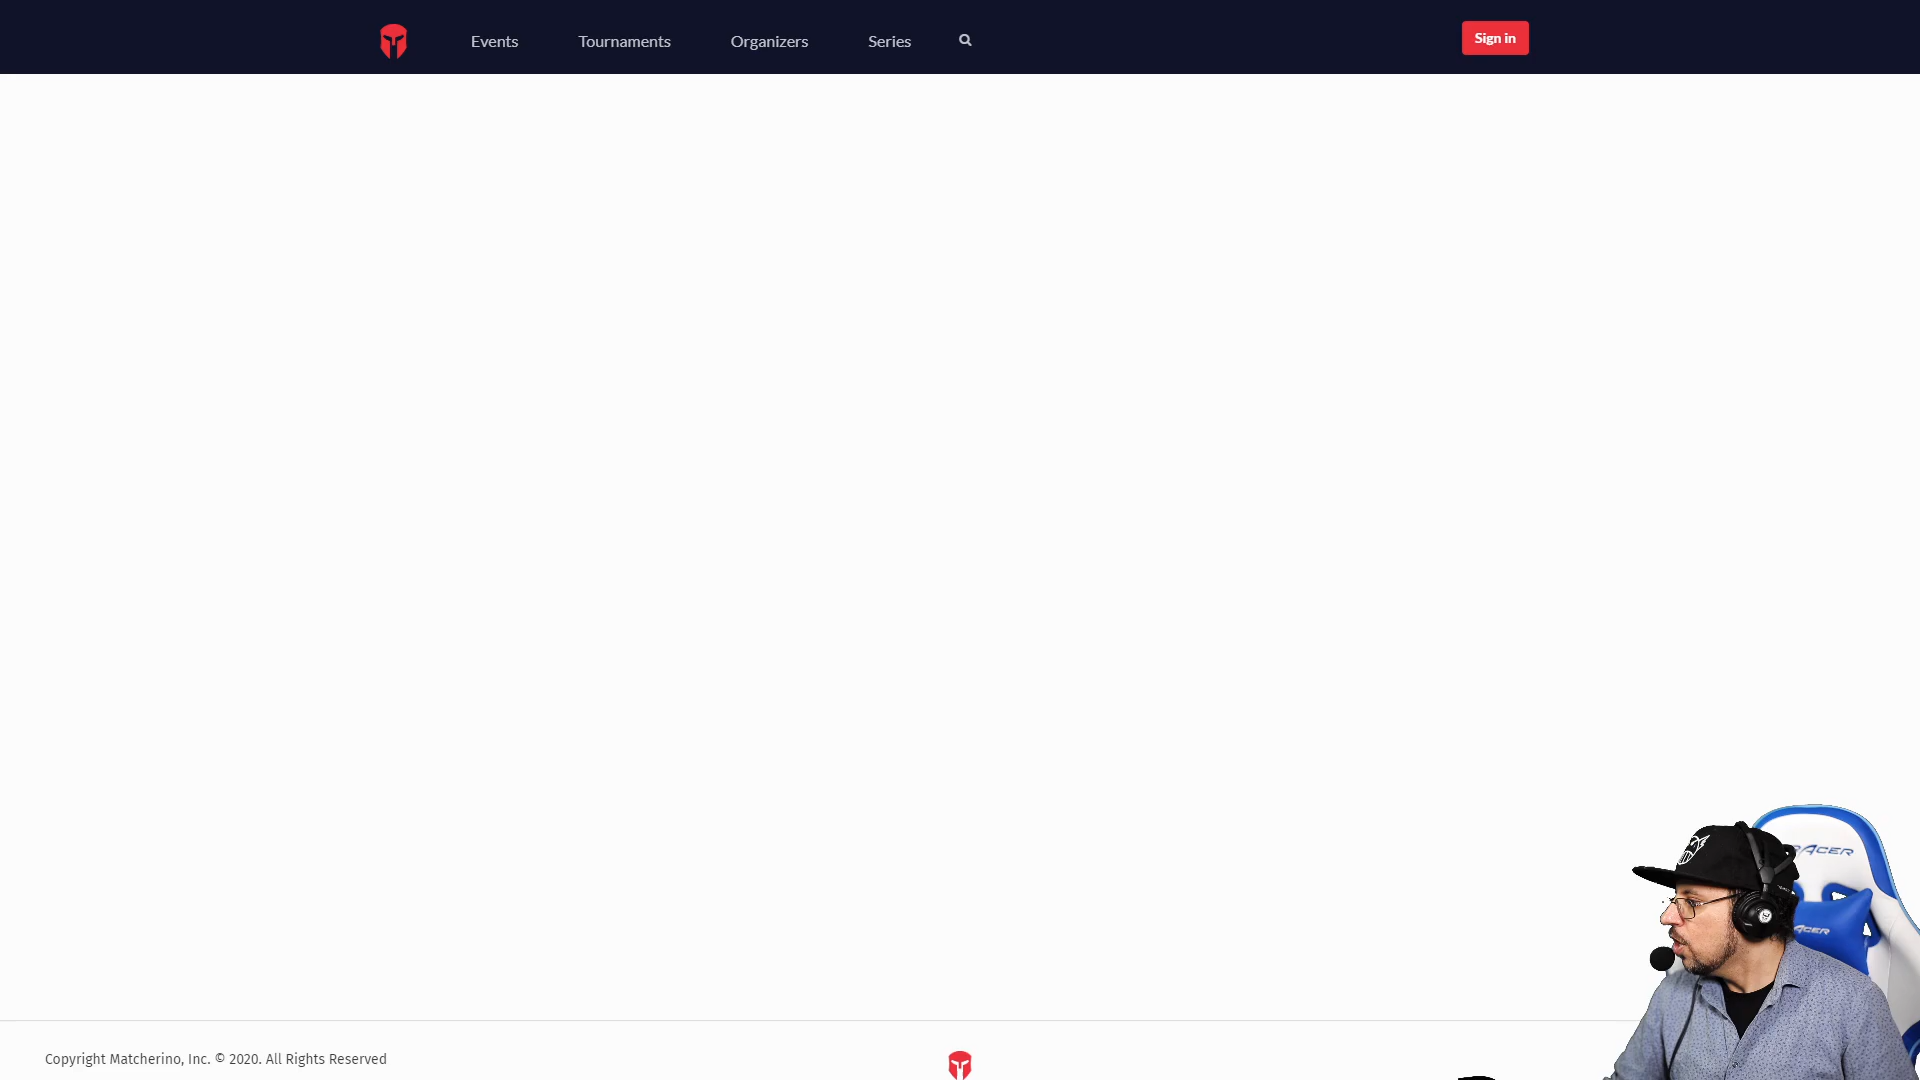 Events Tournaments Organizers Series
Sign in
Copyright Matcherino, Inc. © 2020. All Rights Reserved